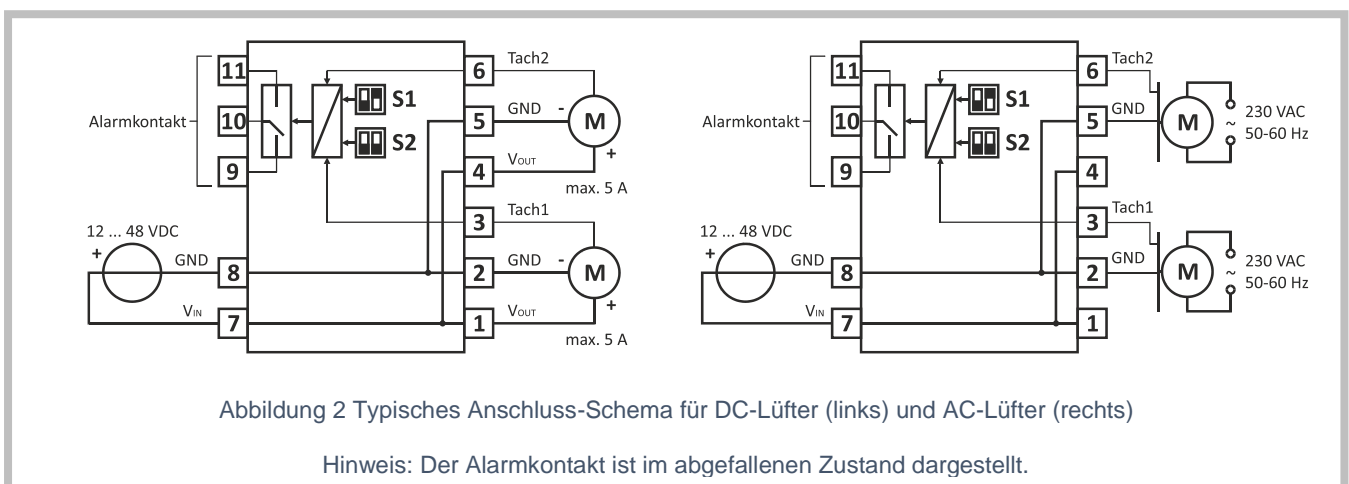 Tach2
11
6
S1
GND
-
Alarmkontakt
10
5
M
S2
+
9
VOUT
4
max. 5 A
Tach1
3
12 ... 48 VDC
+
GND
8
GND
-
2
M
VIN
7
VOUT
+
1
max. 5 A
Tach2
11
6
S1
GND
230 VAC
Alarmkontakt
10
5
M
~
S2
50-60 Hz
9
4
Tach1
3
12 ... 48 VDC
+
GND
8
GND
2
M
230 VAC
~
50-60 Hz
VIN
7
1
Abbildung 2 Typisches Anschluss-Schema für DC-Lüfter (links) und AC-Lüfter (rechts)
Hinweis: Der Alarmkontakt ist im abgefallenen Zustand dargestellt.